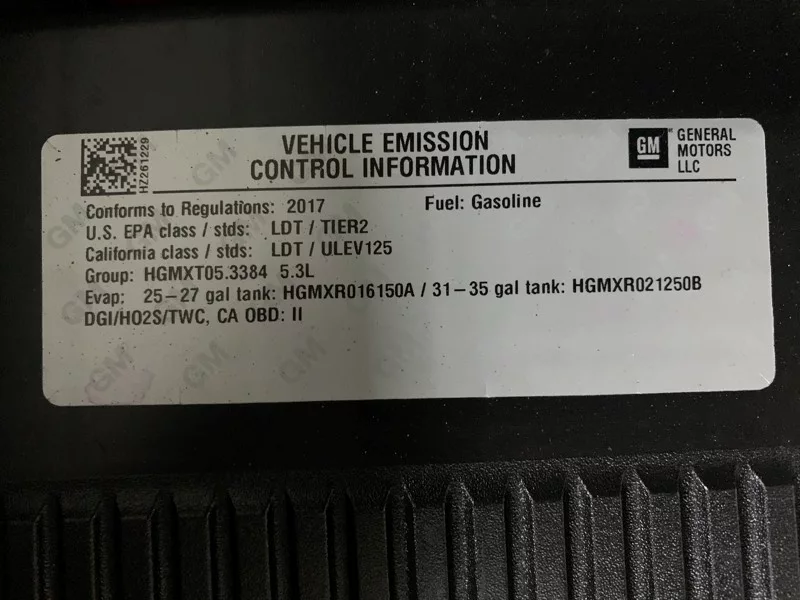 HZ261229
VEHICLE EMISSION
CONTROL INFORMATION
GM
GENERAL
MOTORS
LLC
Conforms to Regulations: 2017 Fuel: Gasoline
U.S. EPA class / stds: LDT / TIER2
California class / stds: LDT / ULEV125
Group: HGMXT05.3384 5.3L
Evap: 25-27 gal tank: HGMXR016150A / 31-35 gal tank: HGMXR021250B
DGI/HO2S/TWC, CA OBD: II